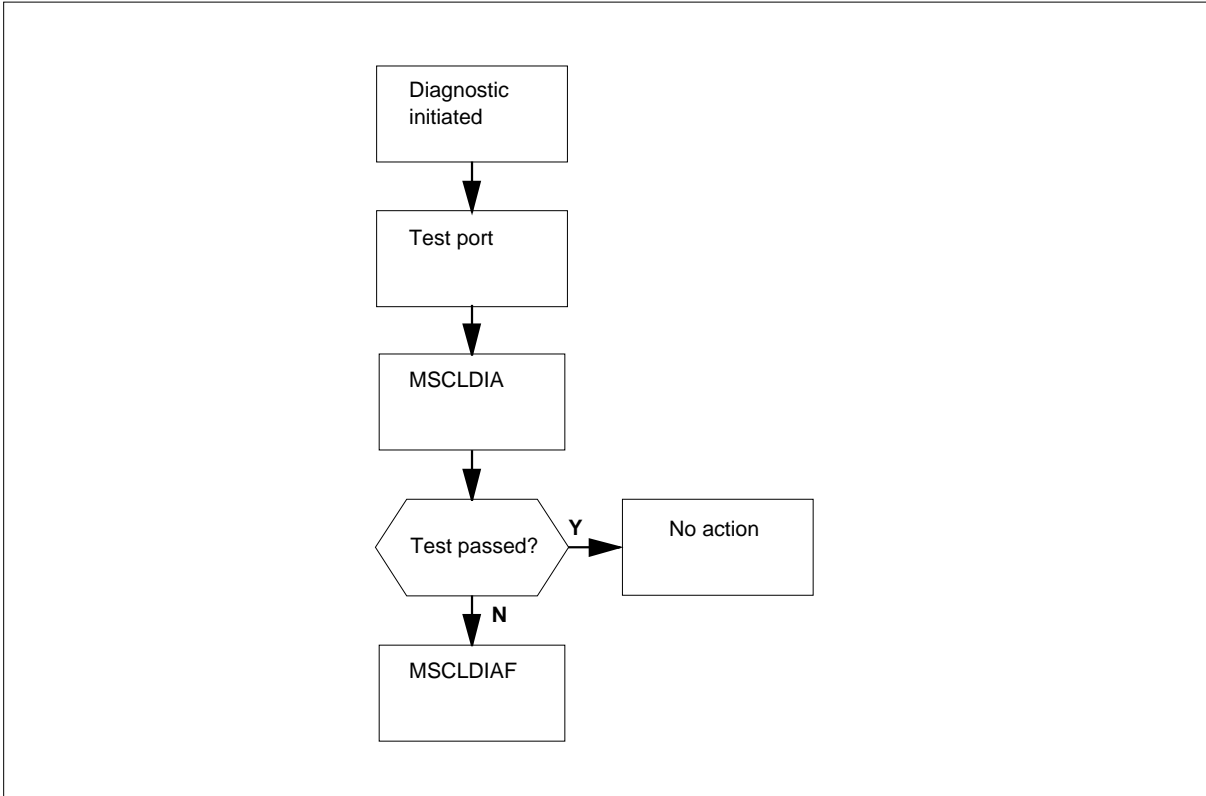 Diagnostic
initiated
Test port
MSCLDIA
Test passed?
Y
No action
N
MSCLDIAF